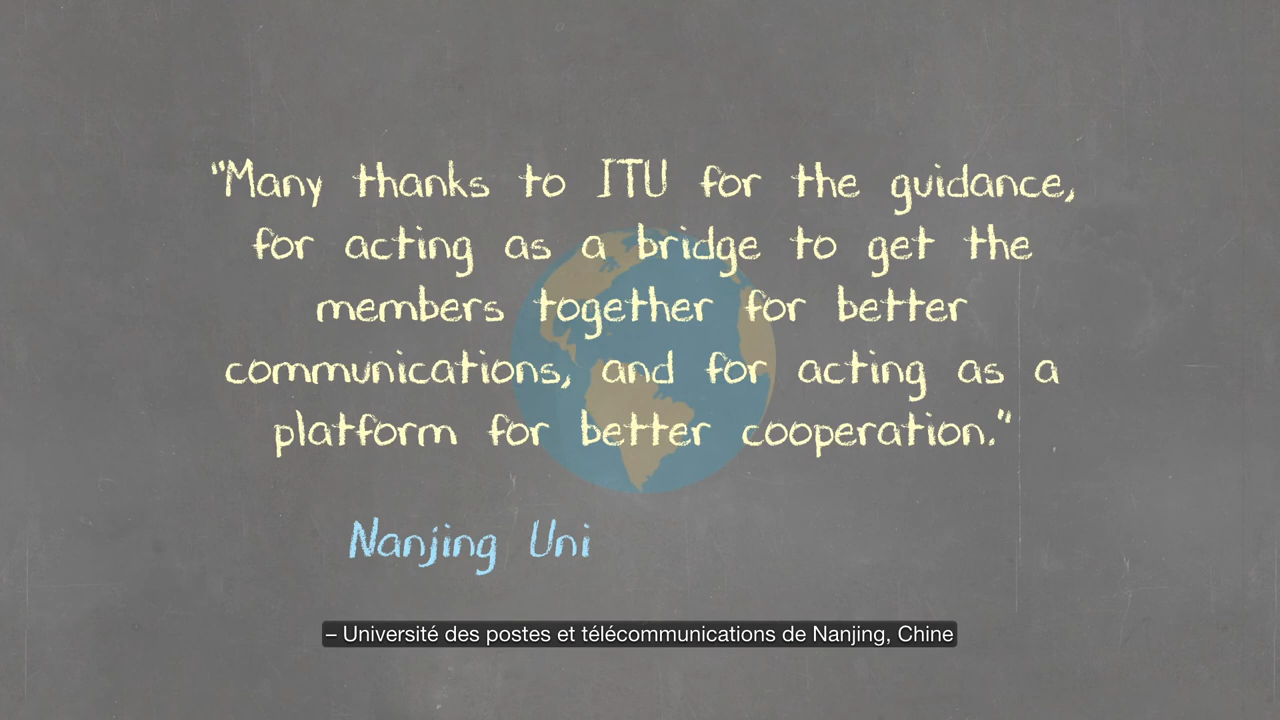 "Many thanks to ITU for the guidance,
for acting as a bridge to get the
members together for better
communications, and for acting as a
platform for better cooperation."
Nanjing Uni
– Université des postes et télécommunications de Nanjing, Chine